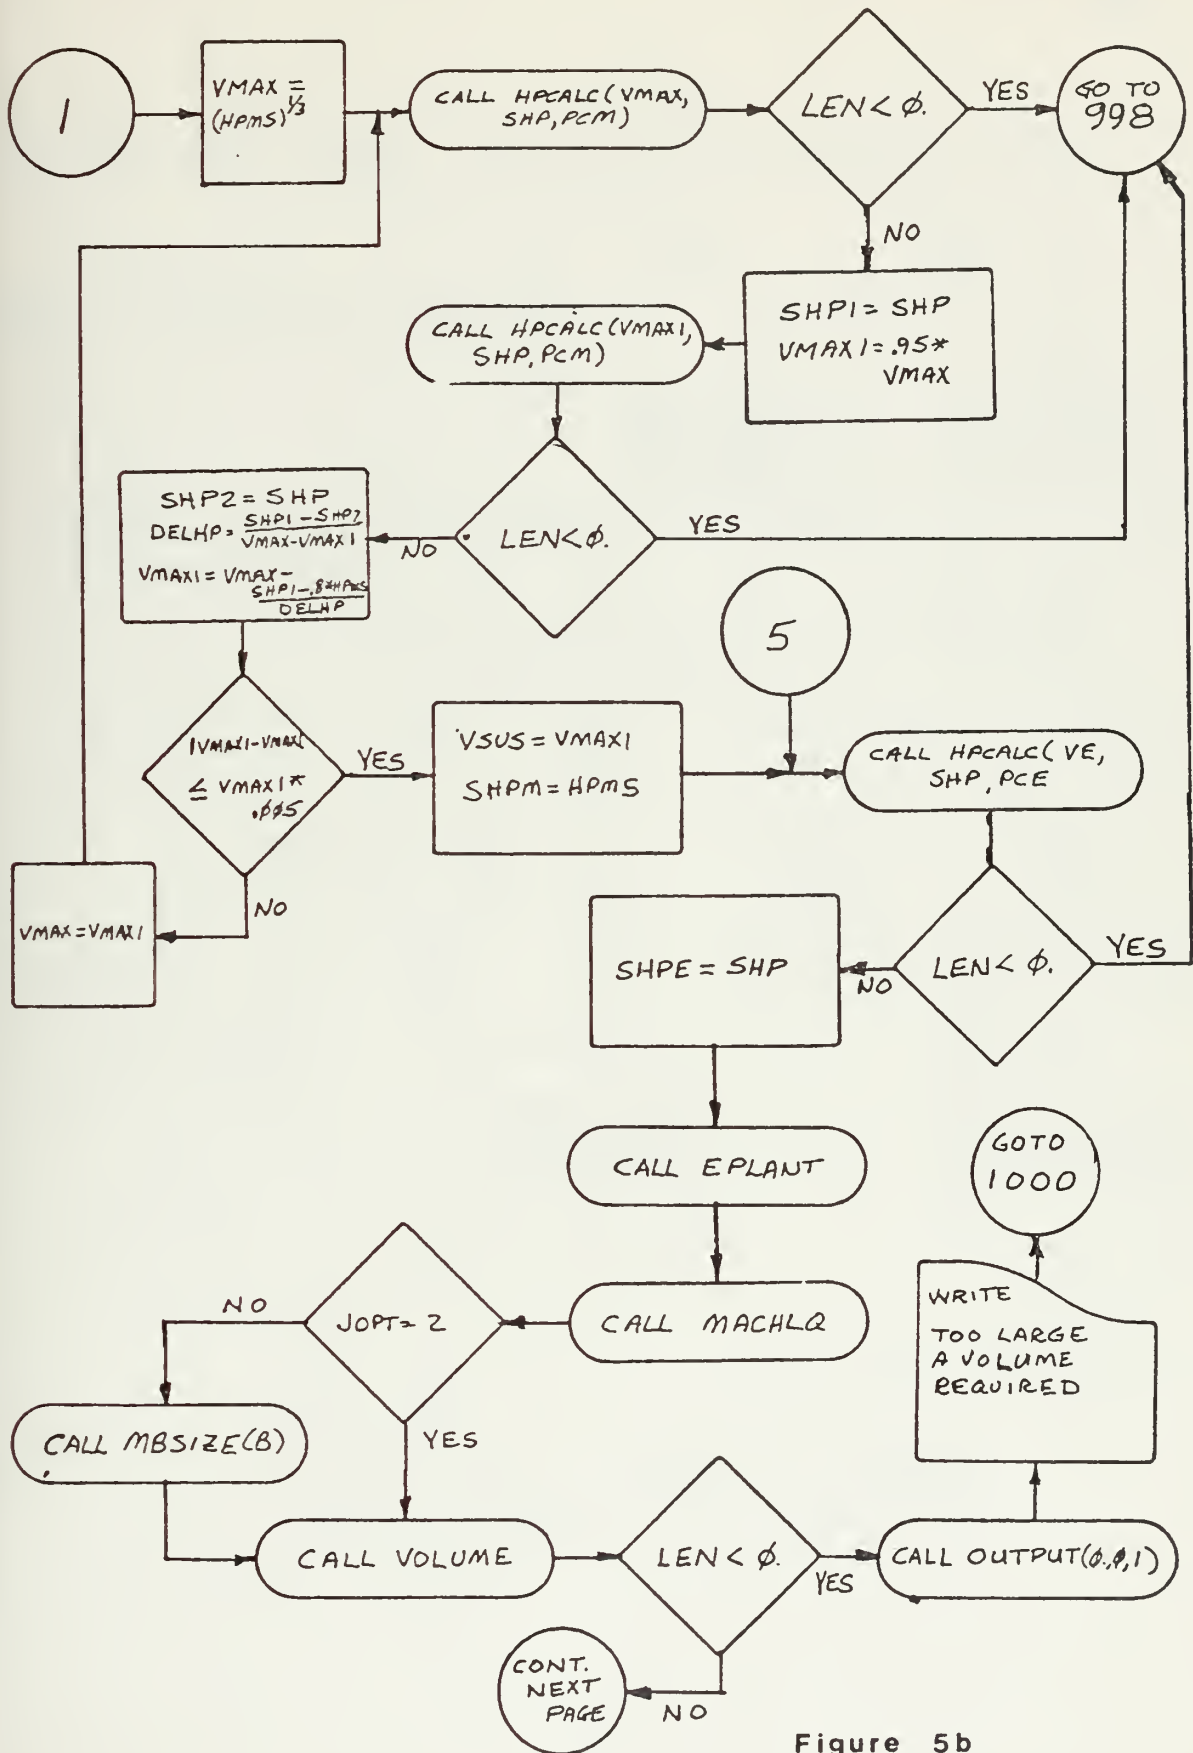 1
VMAX =
(HPMS)^1/3
CALL HPCALC(VMAX,
SHP,PCM)
LEN<φ.
YES
GO TO
998
NO
SHP1 = SHP
VMAX1 = .95*
VMAX
CALL HPCALC(VMAX1,
SHP,PCM)
LEN<φ.
YES
NO
SHP2 = SHP
DELHP = SHP1 - SHP2
VMAX-VMAX1
VMAX1 = VMAX -
SHP1-.8*HPMS
DELHP
5
|VMAX1-VMAX|
≤ VMAX1*
.φφ5
YES
NO
VMAX = VMAX1
VSUS = VMAX1
SHPM = HPMS
CALL HPCALC(VE,
SHP,PCE
LEN< φ.
YES
NO
SHPE = SHP
CALL EPLANT
CALL MACHLQ
JOPT= 2
NO
YES
CALL MBSIZE(B)
CALL VOLUME
LEN< φ.
YES
NO
CALL OUTPUT(φ.,φ,1)
WRITE
TOO LARGE
A VOLUME
REQUIRED
GOTO
1000
CONT.
NEXT
PAGE
Figure 5b